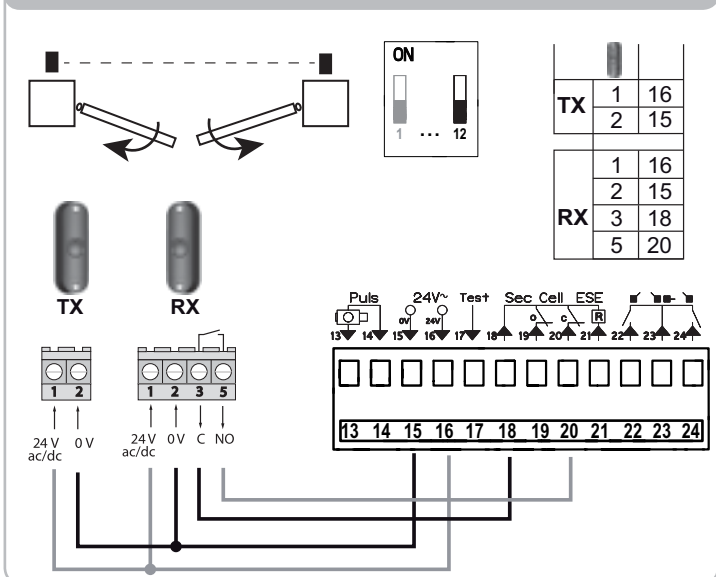 ON
1 ... 12
TX 1 16
2 15
RX 1 16
2 15
3 18
5 20
TX
RX
Puls 24V~ Test Sec Cell ESE
0V 24V O C R
13 14 15 16 17 18 19 20 21 22 23 24
1 2
1 2 3 5
24 V ac/dc
0 V
24 V ac/dc
0 V
C
NO
13 14 15 16 17 18 19 20 21 22 23 24